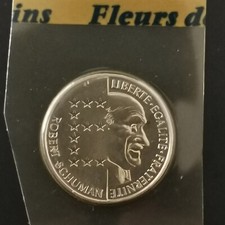 ins Fleurs d
LIBERTE·EGALITE·FRATERNITE
ROBERT SCHUMAN